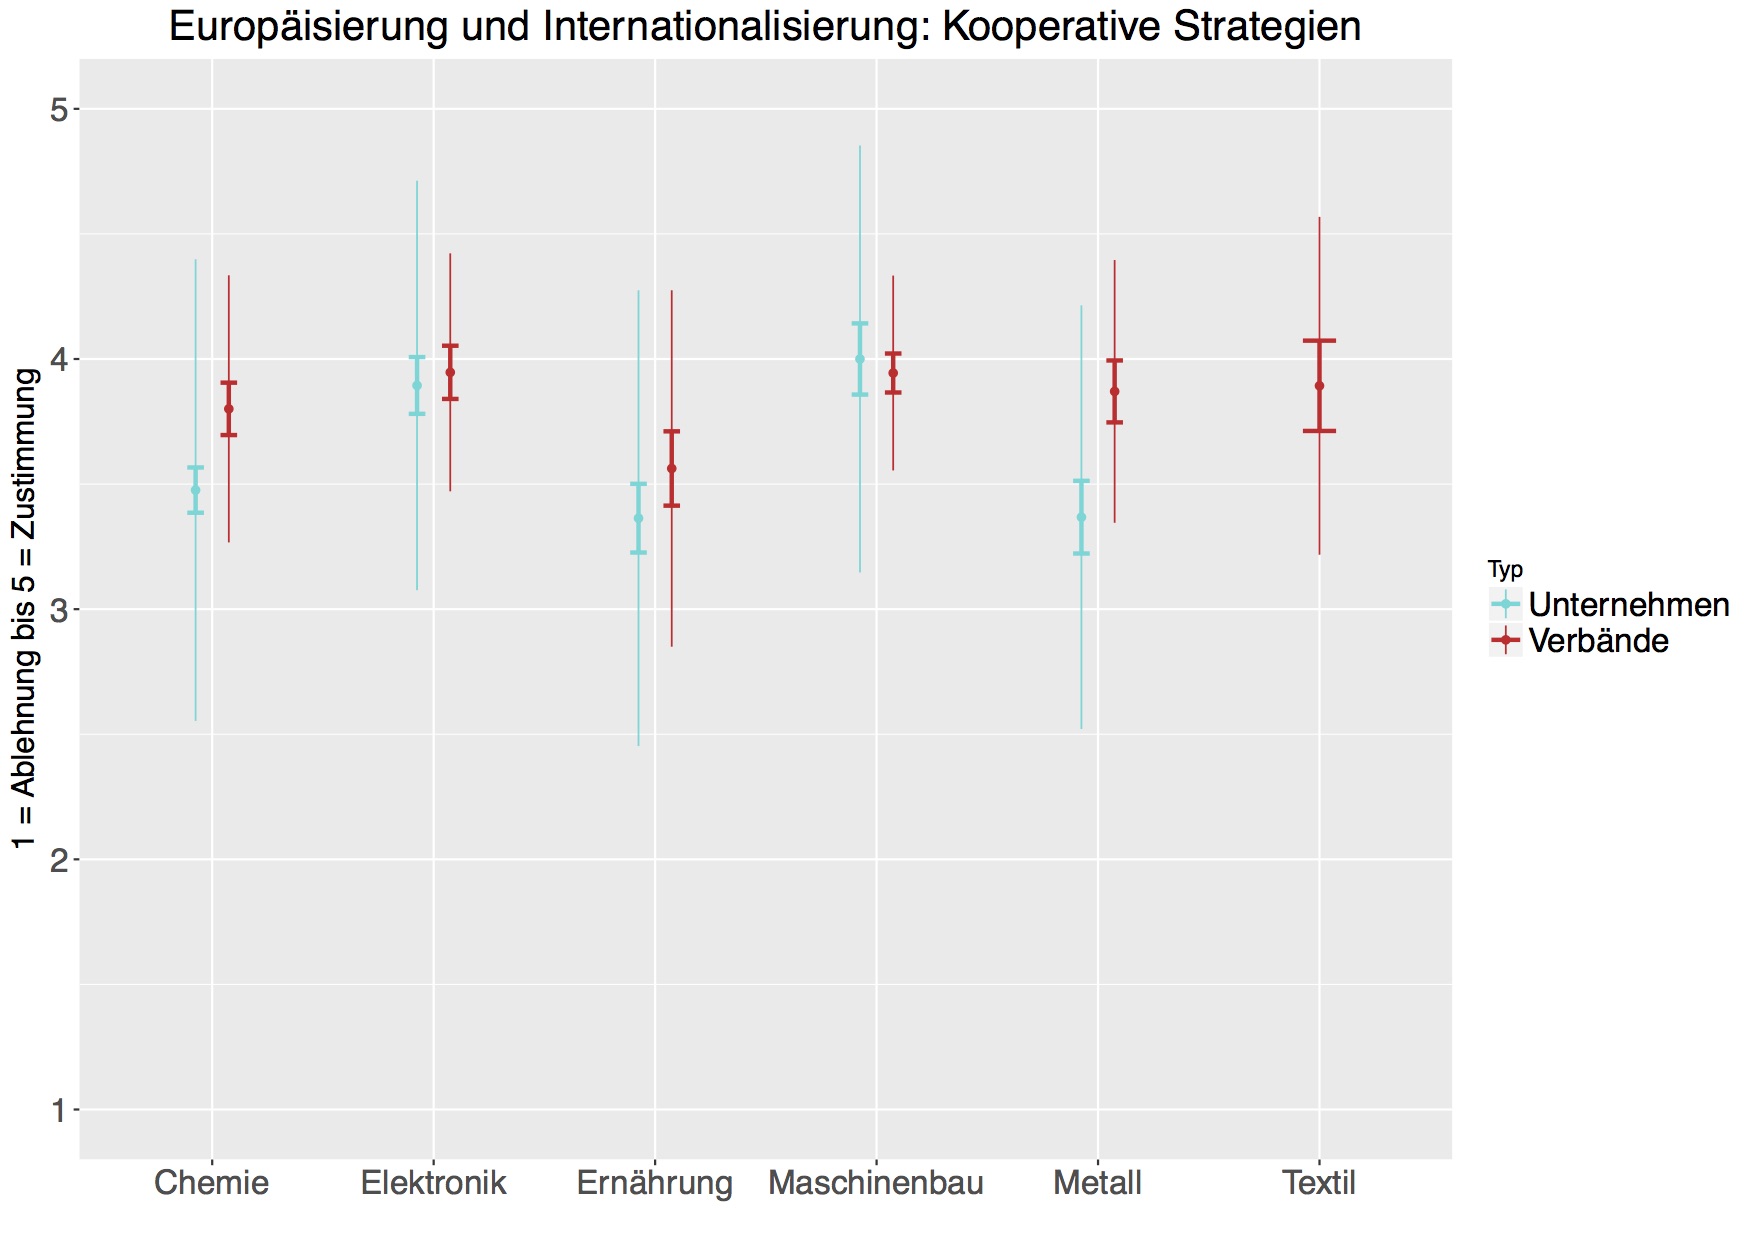 Europäisierung und Internationalisierung: Kooperative Strategien
1 = Ablehnung bis 5 = Zustimmung
5
4
3
2
1
Chemie
Elektronik
Ernährung
Maschinenbau
Metall
Textil
Typ
Unternehmen
Verbände